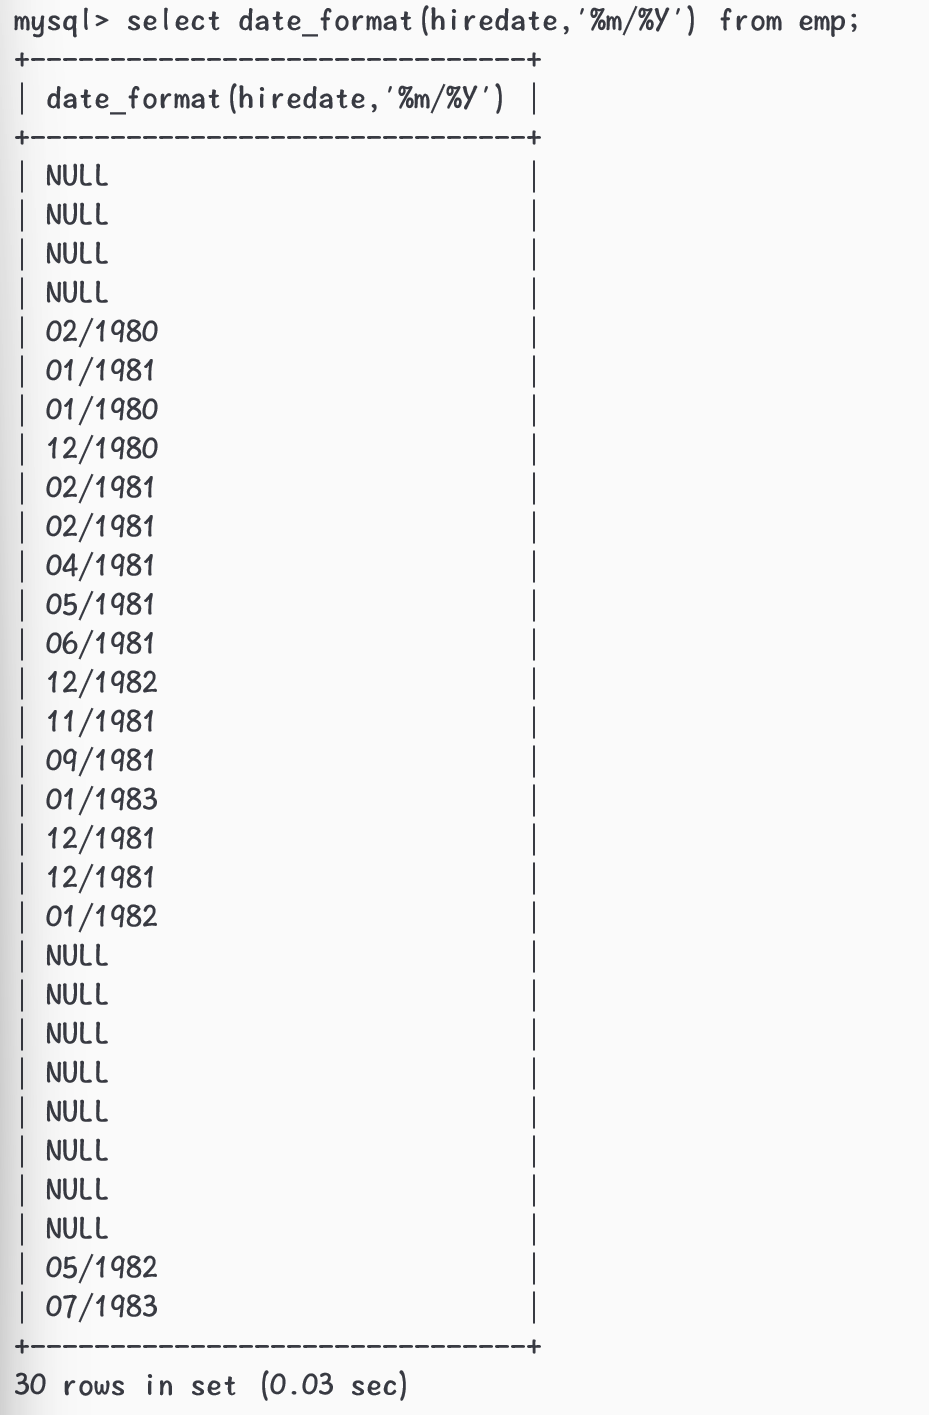 mysql> select date_format(hiredate,'%m/%Y') from emp;
+-------------------------------+
| date_format(hiredate,'%m/%Y') |
+-------------------------------+
| NULL                          |
| NULL                          |
| NULL                          |
| NULL                          |
| 02/1980                       |
| 01/1981                       |
| 01/1980                       |
| 12/1980                       |
| 02/1981                       |
| 02/1981                       |
| 04/1981                       |
| 05/1981                       |
| 06/1981                       |
| 12/1982                       |
| 11/1981                       |
| 09/1981                       |
| 01/1983                       |
| 12/1981                       |
| 12/1981                       |
| 01/1982                       |
| NULL                          |
| NULL                          |
| NULL                          |
| NULL                          |
| NULL                          |
| NULL                          |
| NULL                          |
| NULL                          |
| 05/1982                       |
| 07/1983                       |
+-------------------------------+
30 rows in set (0.03 sec)